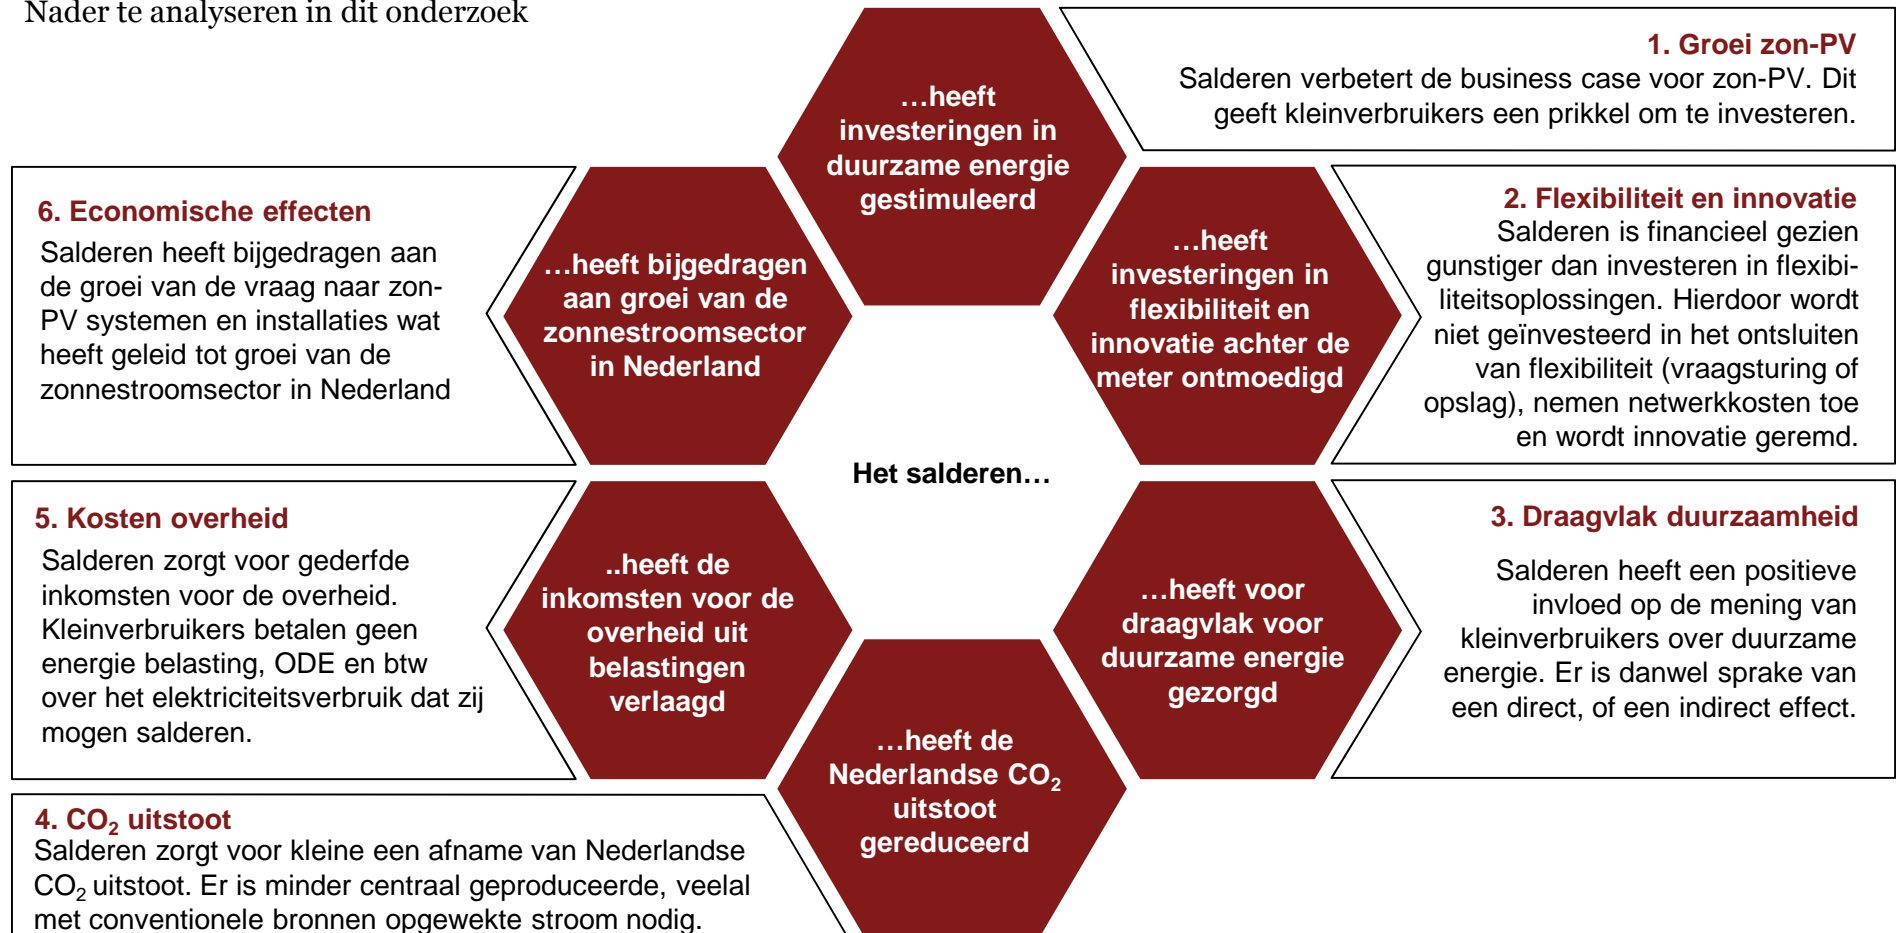 Nader te analyseren in dit onderzoek
…heeft
investeringen in
duurzame energie
gestimuleerd
1. Groei zon-PV
Salderen verbetert de business case voor zon-PV. Dit
geeft kleinverbruikers een prikkel om te investeren.
…heeft
investeringen in
flexibiliteit en
innovatie achter de
meter ontmoedigd
2. Flexibiliteit en innovatie
Salderen is financieel gezien
gunstiger dan investeren in flexibi-
liteitsoplossingen. Hierdoor wordt
niet geïnvesteerd in het ontsluiten
van flexibiliteit (vraagsturing of
opslag), nemen netwerkkosten toe
en wordt innovatie geremd.
…heeft voor
draagvlak voor
duurzame energie
gezorgd
3. Draagvlak duurzaamheid
Salderen heeft een positieve
invloed op de mening van
kleinverbruikers over duurzame
energie. Er is danwel sprake van
een direct, of een indirect effect.
…heeft de
Nederlandse CO₂
uitstoot
gereduceerd
4. CO₂ uitstoot
Salderen zorgt voor kleine een afname van Nederlandse
CO₂ uitstoot. Er is minder centraal geproduceerde, veelal
met conventionele bronnen opgewekte stroom nodig.
..heeft de
inkomsten voor de
overheid uit
belastingen
verlaagd
5. Kosten overheid
Salderen zorgt voor gederfde
inkomsten voor de overheid.
Kleinverbruikers betalen geen
energie belasting, ODE en btw
over het elektriciteitsverbruik dat zij
mogen salderen.
…heeft bijgedragen
aan groei van de
zonnestroomsector
in Nederland
6. Economische effecten
Salderen heeft bijgedragen aan
de groei van de vraag naar zon-
PV systemen en installaties wat
heeft geleid tot groei van de
zonnestroomsector in Nederland
Het salderen…